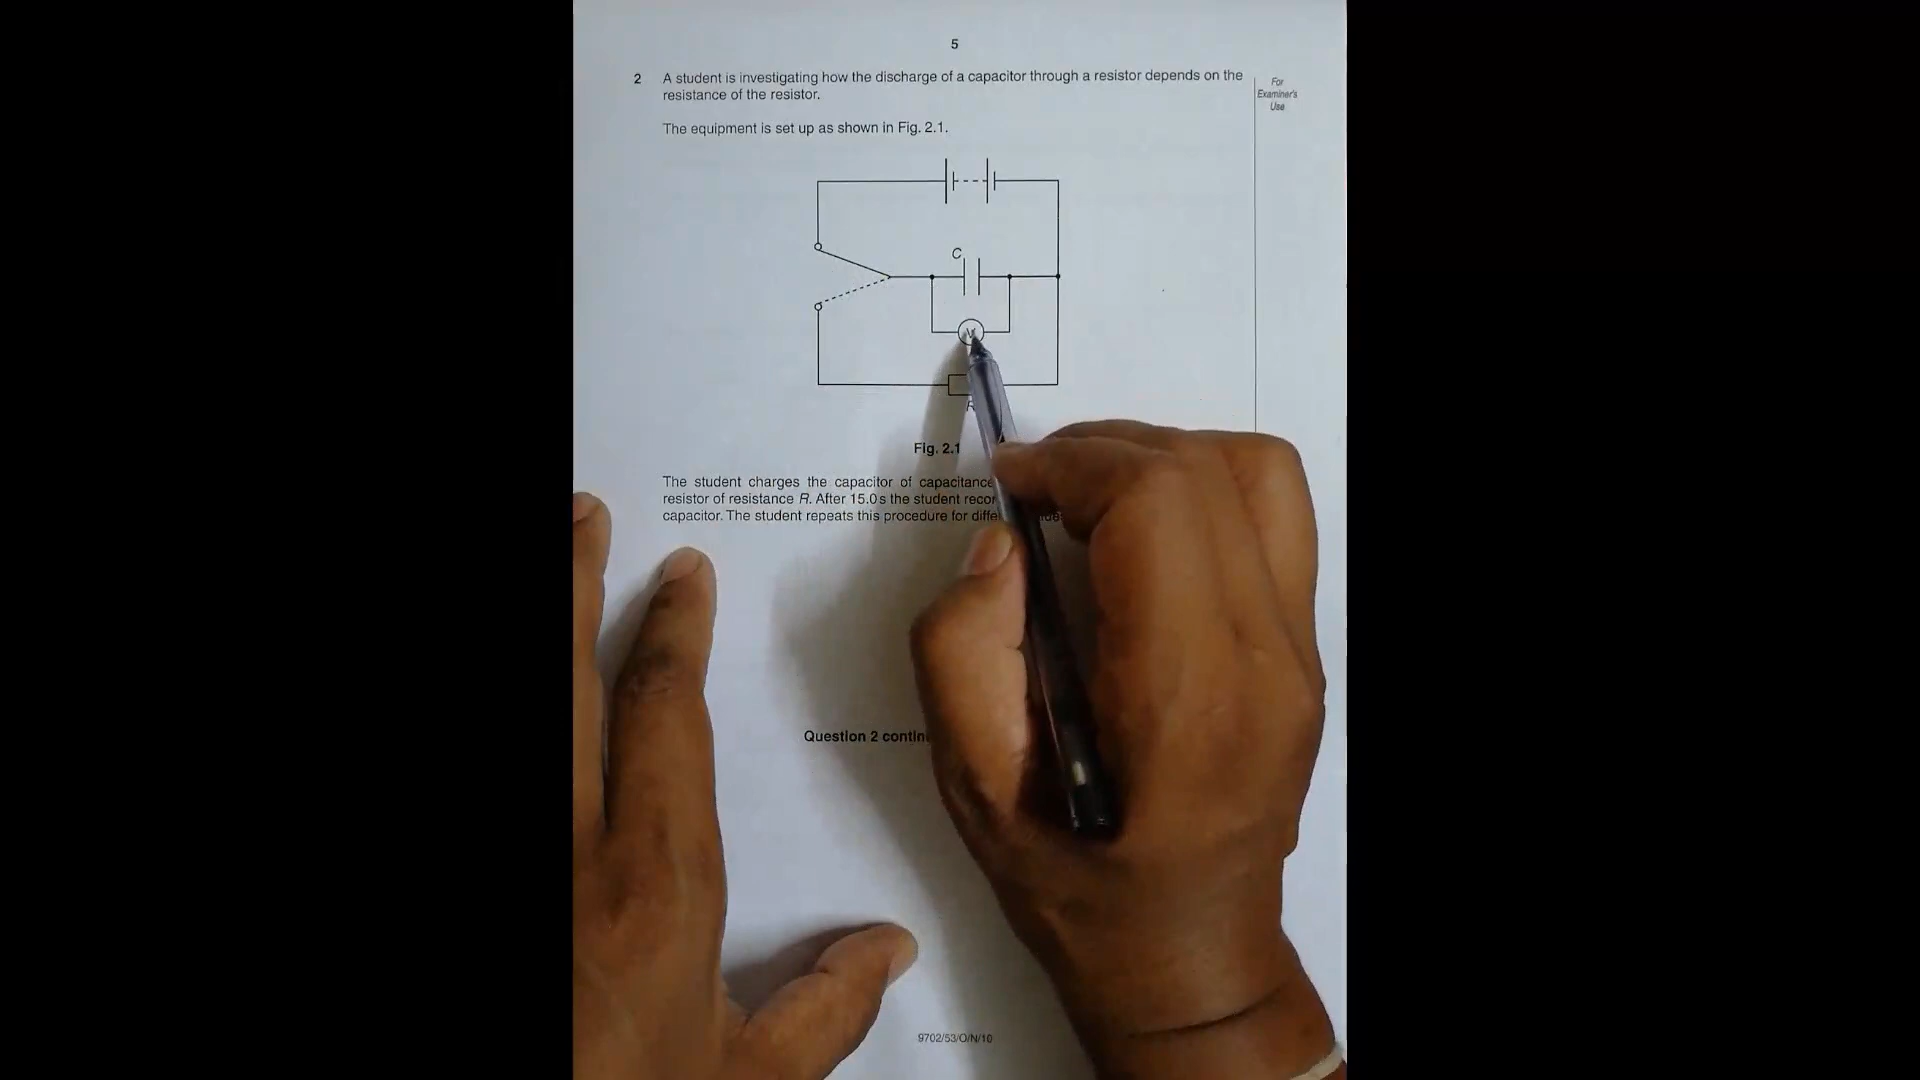 5
2 A student is investigating how the discharge of a capacitor through a resistor depends on the
resistance of the resistor.
For
Examiner's
Use
The equipment is set up as shown in Fig. 2.1.
C
V
R
Fig. 2.1
The student charges the capacitor of capacitance
resistor of resistance R. After 15.0 s the student
capacitor. The student repeats this procedure for
Question 2
9702/53/O/N/10